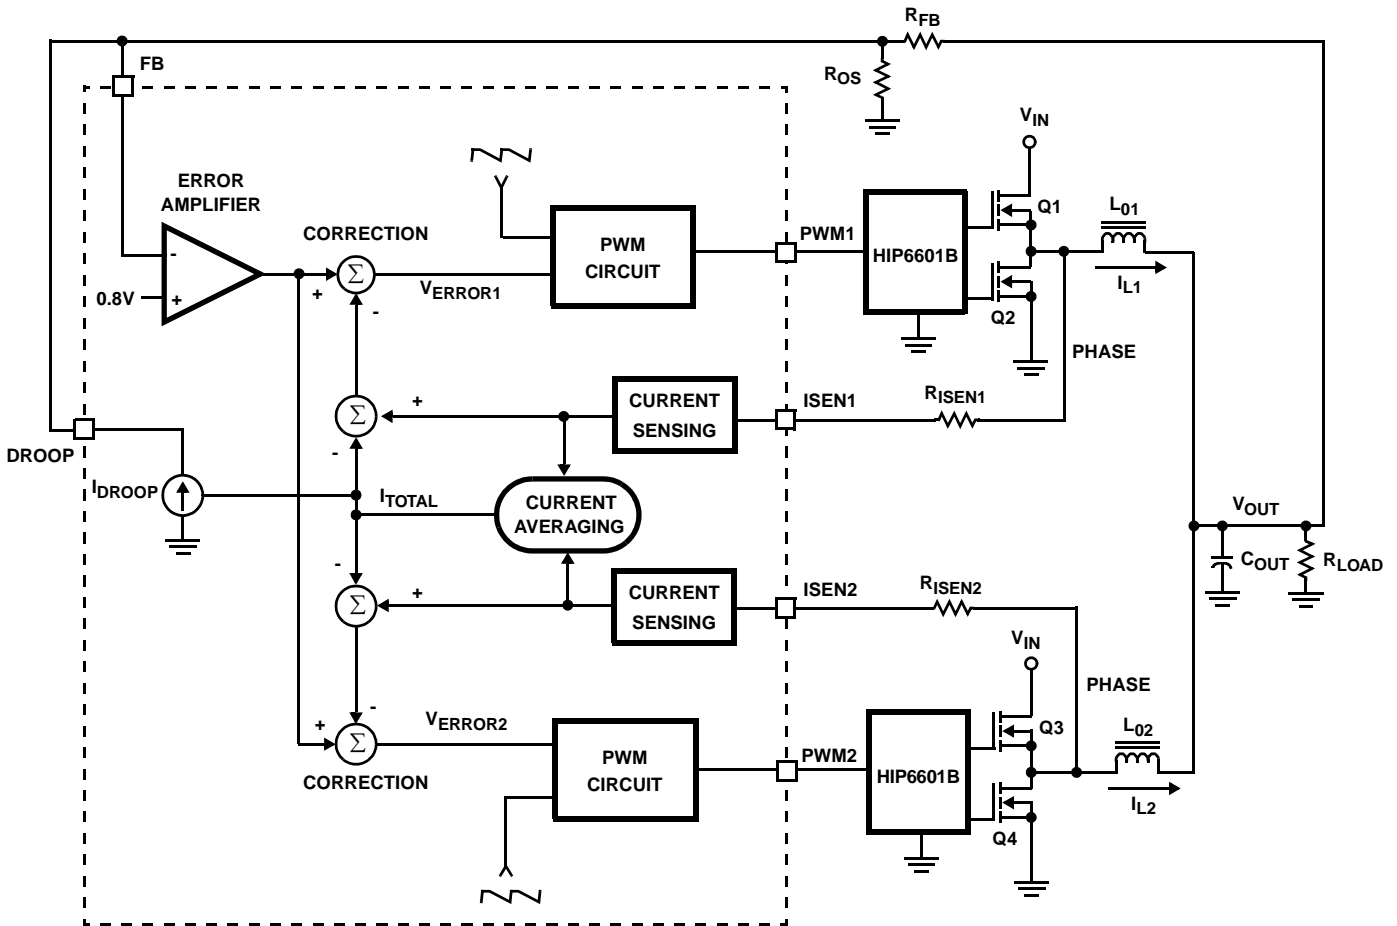 R_FB
FB
R_OS
V_IN
ERROR
AMPLIFIER
CORRECTION
PWM
CIRCUIT
PWM1
HIP6601B
Q1
L_01
-
+
0.8V
Σ
+
-
V_ERROR1
Q2
I_L1
PHASE
CURRENT
SENSING
ISEN1
R_ISEN1
+
Σ
-
DROOP
I_DROOP
I_TOTAL
CURRENT
AVERAGING
V_OUT
C_OUT
R_LOAD
-
+
Σ
CURRENT
SENSING
ISEN2
R_ISEN2
V_IN
PHASE
-
+
Σ
V_ERROR2
CORRECTION
PWM
CIRCUIT
PWM2
HIP6601B
Q3
L_02
I_L2
Q4